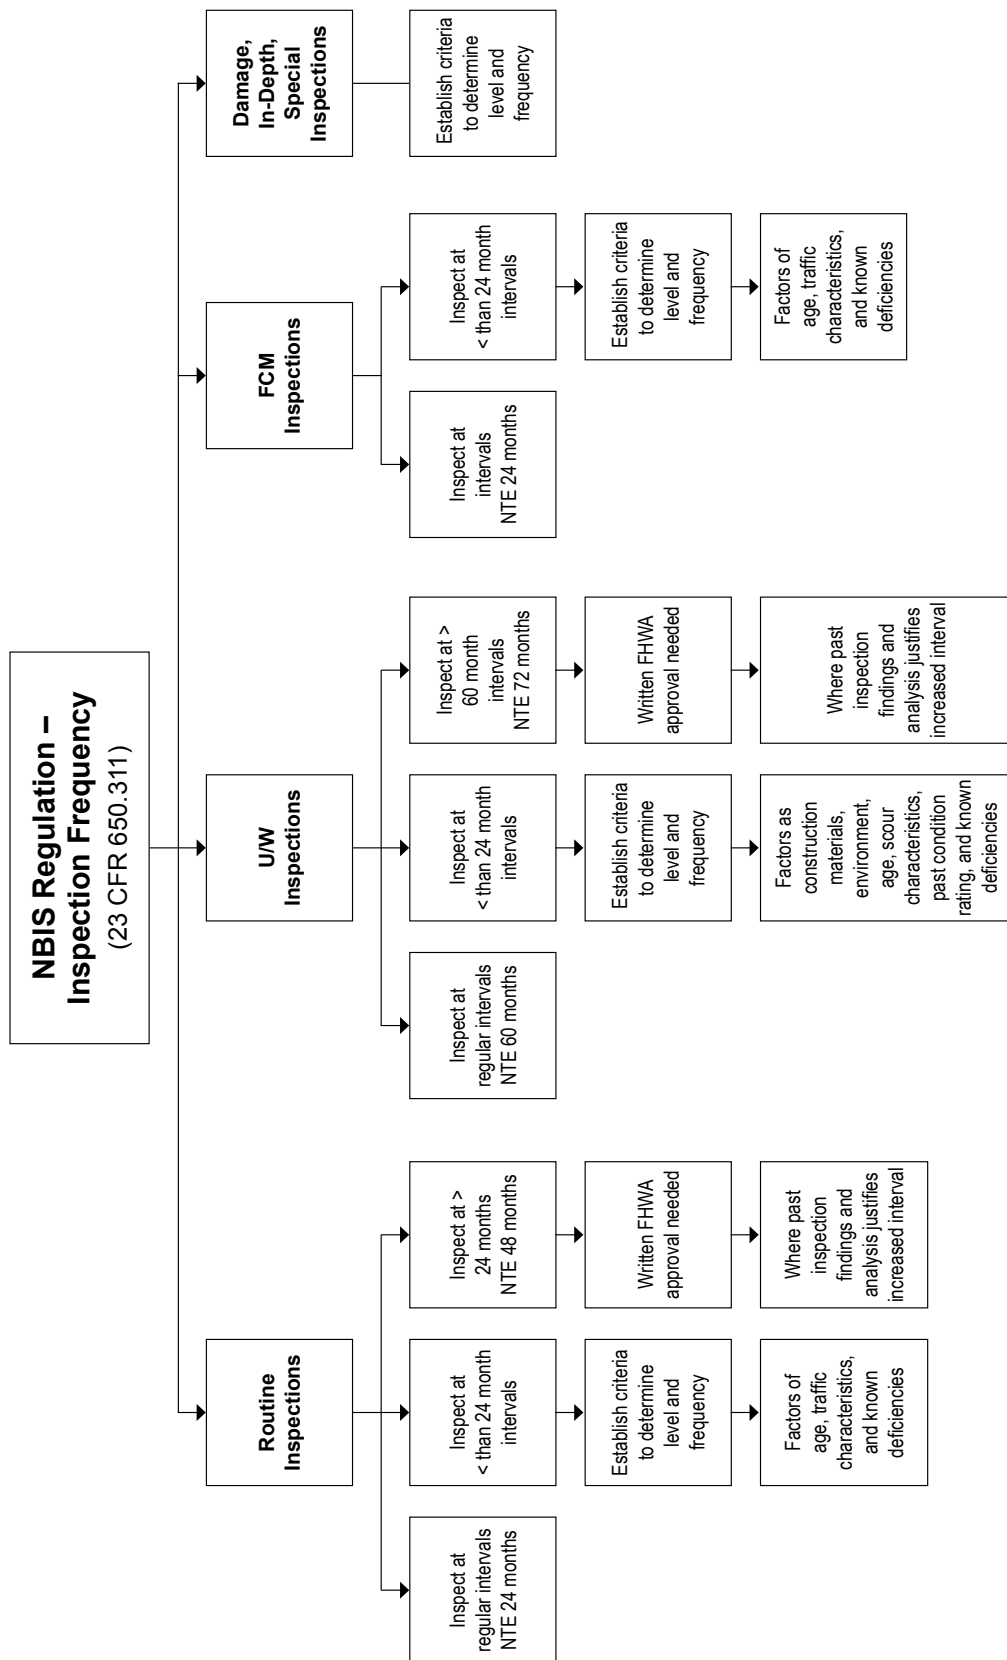 NBIS Regulation –
Inspection Frequency
(23 CFR 650.311)
Routine
Inspections
U/W
Inspections
FCM
Inspections
Damage,
In-Depth,
Special
Inspections
Inspect at
regular intervals
NTE 24 months
Inspect at
< than 24 month
intervals
Inspect at >
24 months
NTE 48 months
Inspect at
regular intervals
NTE 60 months
Inspect at
< than 24 month
intervals
Inspect at >
60 month
intervals
NTE 72 months
Inspect at
intervals
NTE 24 months
Inspect at
< than 24 month
intervals
Establish criteria
to determine
level and
frequency
Establish criteria
to determine
level and
frequency
Written FHWA
approval needed
Establish criteria
to determine
level and
frequency
Written FHWA
approval needed
Establish criteria
to determine
level and
frequency
Factors of
age, traffic
characteristics,
and known
deficiencies
Where past
inspection
findings and
analysis justifies
increased interval
Factors as
construction
materials,
environment,
age, scour
characteristics,
past condition
rating, and known
deficiencies
Where past
inspection
findings and
analysis justifies
increased interval
Factors of
age, traffic
characteristics,
and known
deficiencies